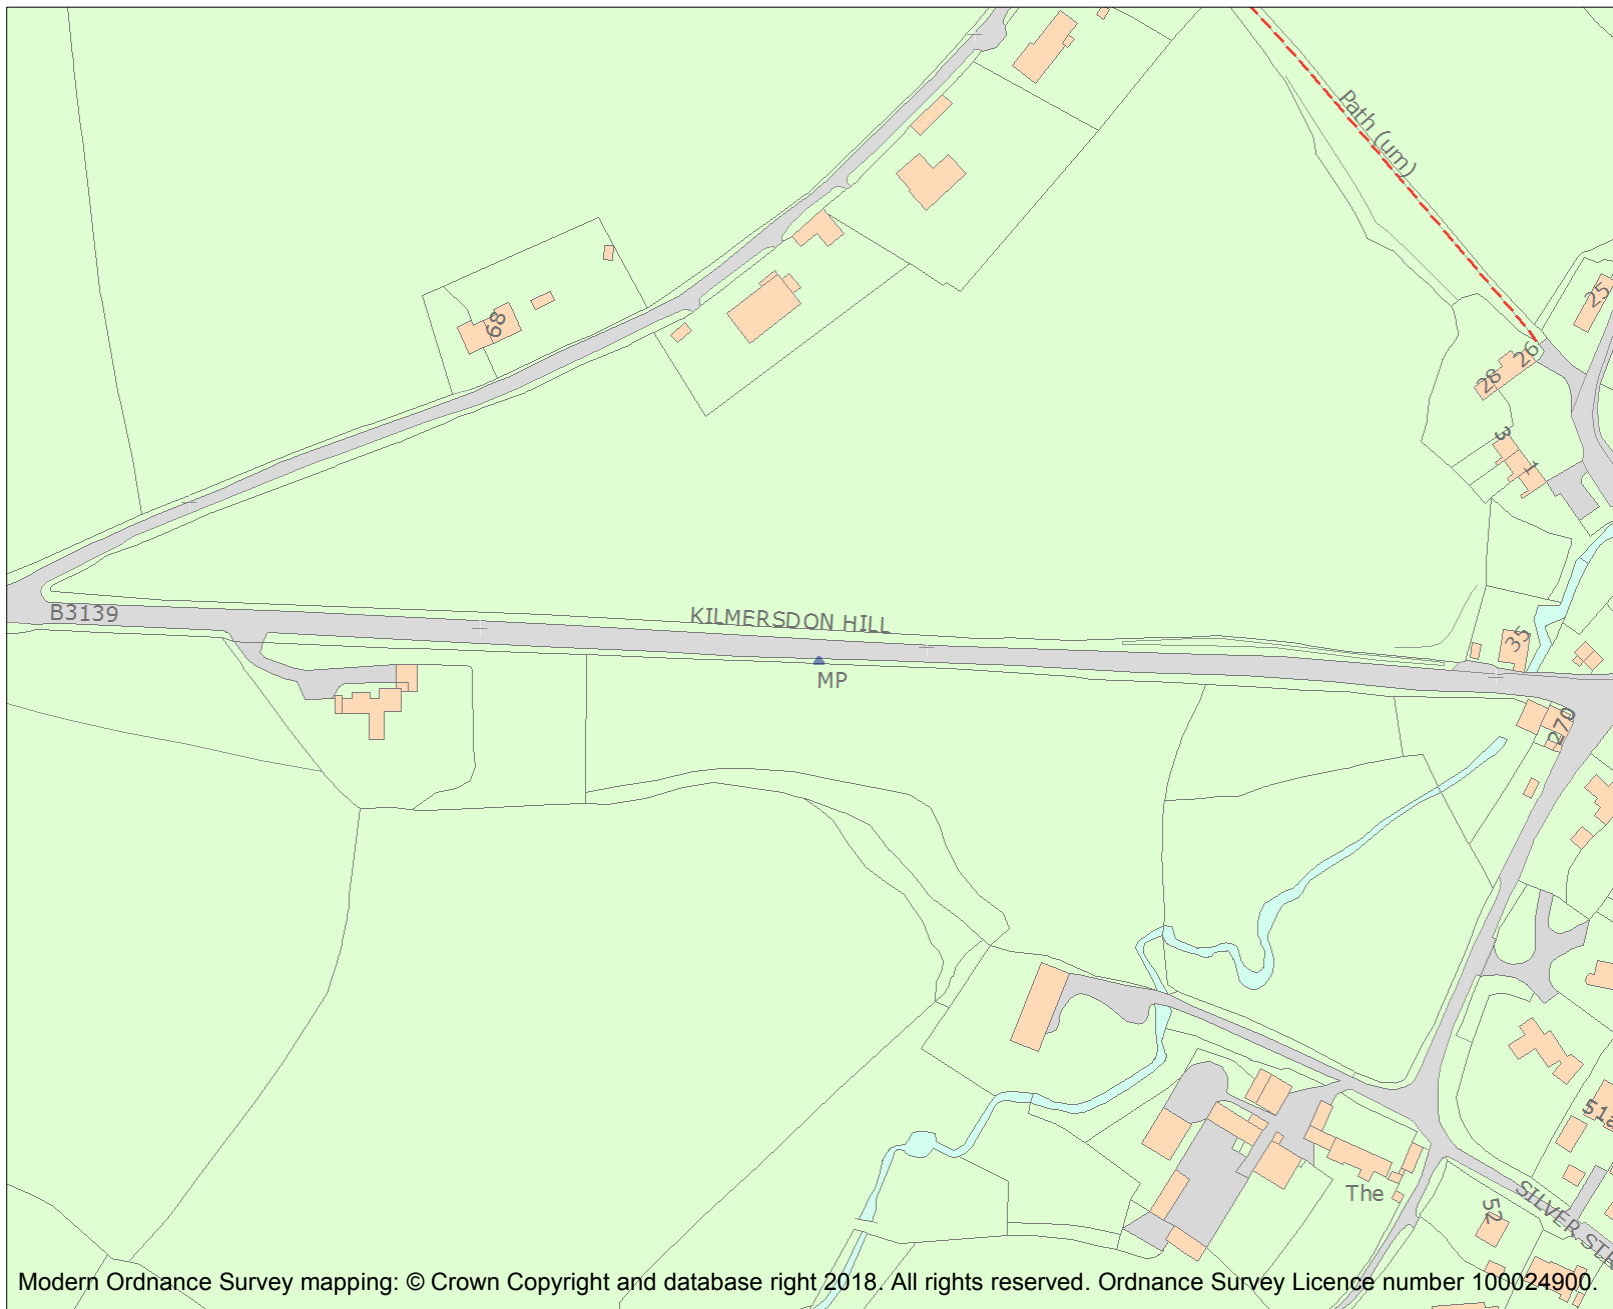 Path (um)
25
68
26
28
3
1
B3139
KILMERSDON HILL
35
MP
270
51a
The
52
SILVER STR
Modern Ordnance Survey mapping: © Crown Copyright and database right 2018. All rights reserved. Ordnance Survey Licence number 100024900.